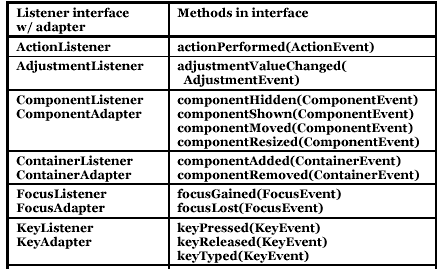 Listener interface
w/ adapter
Methods in interface
ActionListener
actionPerformed(ActionEvent)
AdjustmentListener
adjustmentValueChanged(
AdjustmentEvent)
ComponentListener
ComponentAdapter
componentHidden(ComponentEvent)
componentShown(ComponentEvent)
componentMoved(ComponentEvent)
componentResized(ComponentEvent)
ContainerListener
ContainerAdapter
componentAdded(ContainerEvent)
componentRemoved(ContainerEvent)
FocusListener
FocusAdapter
focusGained(FocusEvent)
focusLost(FocusEvent)
KeyListener
KeyAdapter
keyPressed(KeyEvent)
keyReleased(KeyEvent)
keyTyped(KeyEvent)